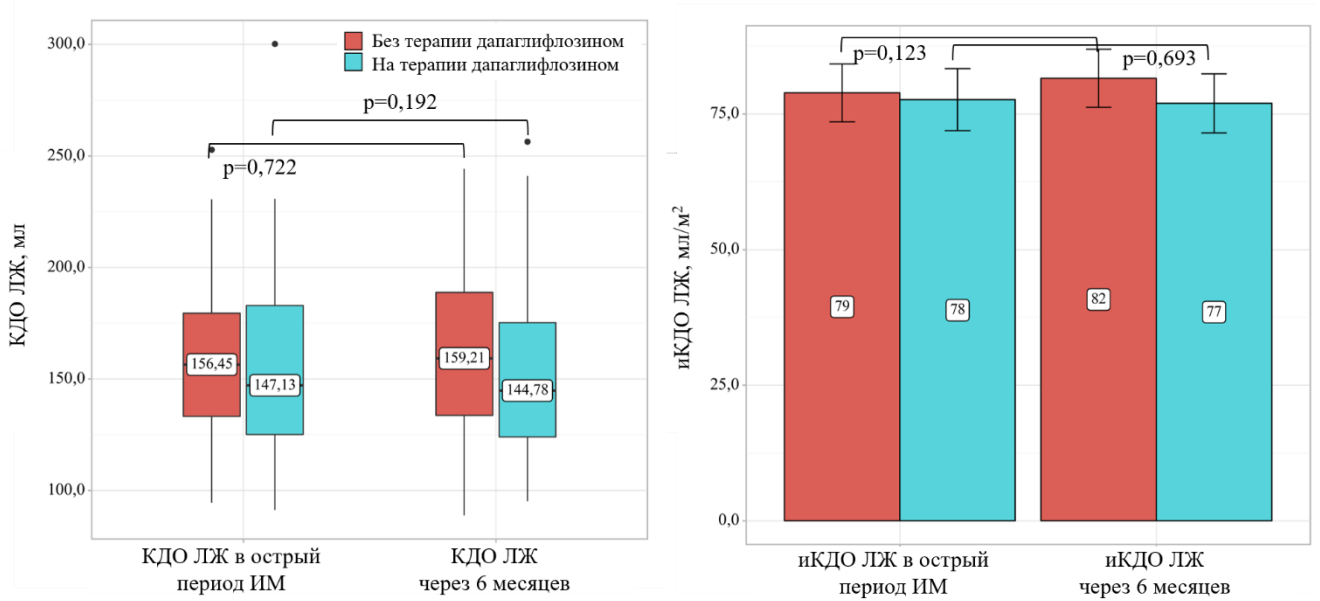 300,0
250,0
200,0
150,0
100,0
КДО ЛЖ, мл
Без терапии дапаглифлозином
На терапии дапаглифлозином
p=0,192
p=0,722
156,45
147,13
159,21
144,78
КДО ЛЖ в острый
период ИМ
КДО ЛЖ
через 6 месяцев
75,0
50,0
25,0
0,0
иКДО ЛЖ, мл/м²
p=0,123
p=0,693
79
78
82
77
иКДО ЛЖ в острый
период ИМ
иКДО ЛЖ
через 6 месяцев